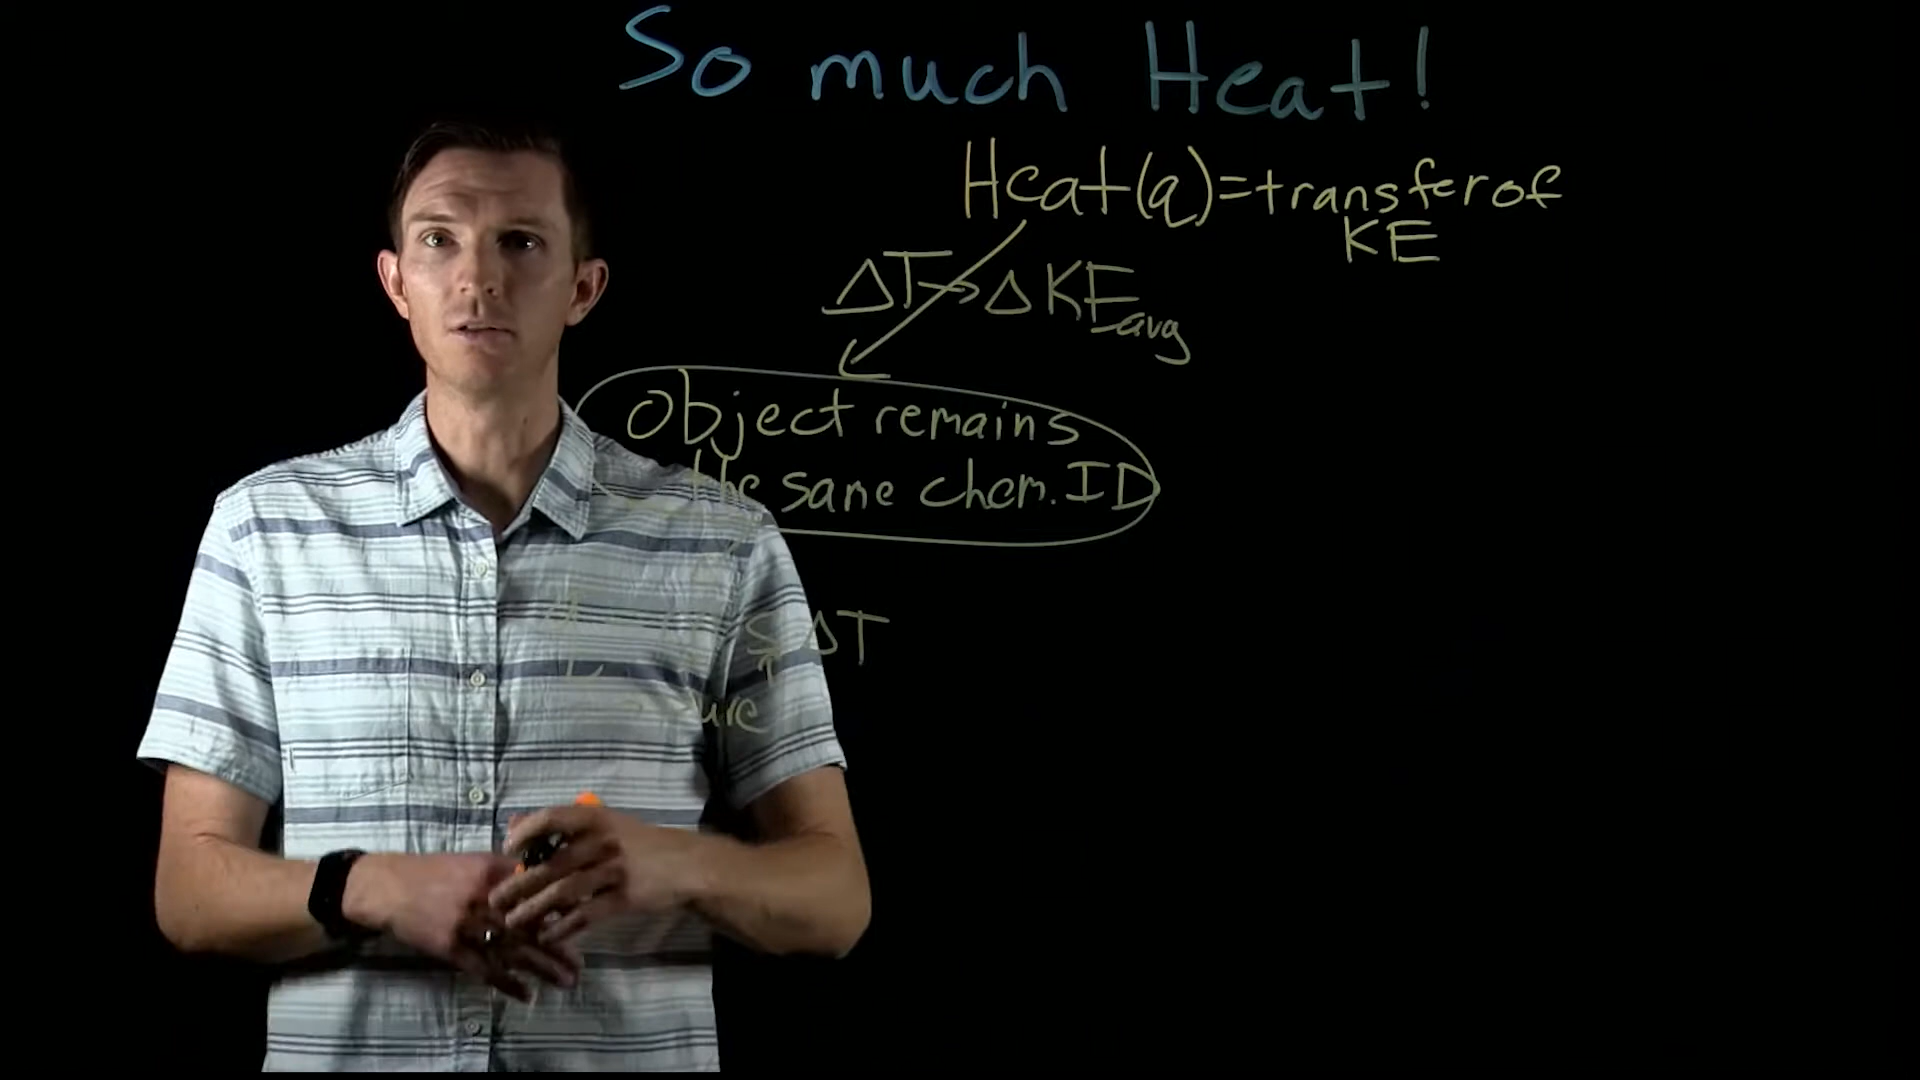 So much Heat!
Heat(q)=transfer of
KE
ΔT→ΔKEavg
Object remains
the same chem. ID
S ΔT